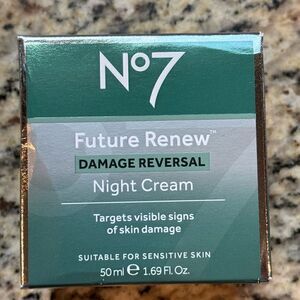 No7
Future Renew™
DAMAGE REVERSAL
Night Cream
Targets visible signs
of skin damage
SUITABLE FOR SENSITIVE SKIN
50ml e 1.69 Fl. Oz.